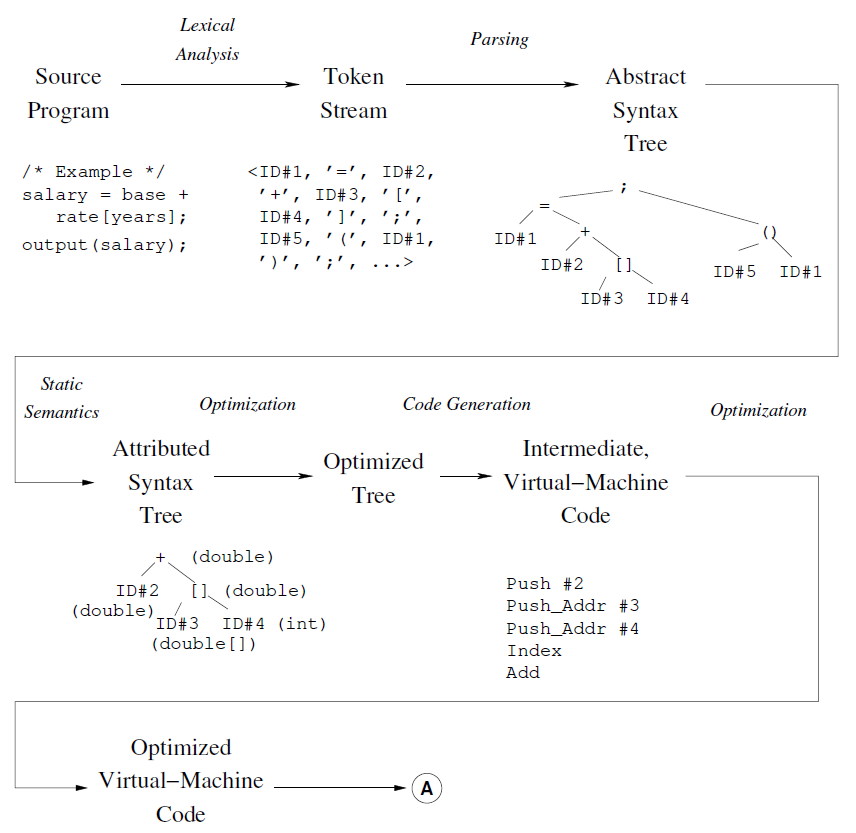 Lexical
Analysis
Parsing
Source
Program
Token
Stream
Abstract
Syntax
Tree
/* Example */
salary = base +
rate[years];
output(salary);
<ID#1, '=', ID#2,
'+', ID#3, '[',
ID#4, ']', ';',
ID#5, '(', ID#1,
')', ';', ...>
;
=
ID#1
+
ID#2
[]
ID#3 ID#4
()
ID#5 ID#1
Static
Semantics
Optimization
Code Generation
Optimization
Attributed
Syntax
Tree
Optimized
Tree
Intermediate,
Virtual−Machine
Code
+ (double)
ID#2 [] (double)
(double)
ID#3 ID#4 (int)
(double[])
Push #2
Push_Addr #3
Push_Addr #4
Index
Add
Optimized
Virtual−Machine
Code
A